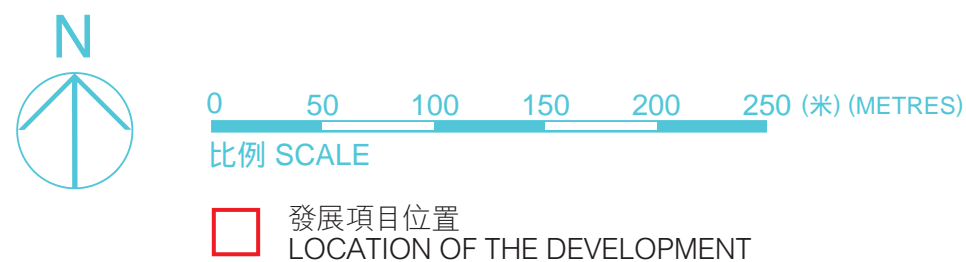 N
0 50 100 150 200 250 (米) (METRES)
比例 SCALE
發展項目位置
LOCATION OF THE DEVELOPMENT